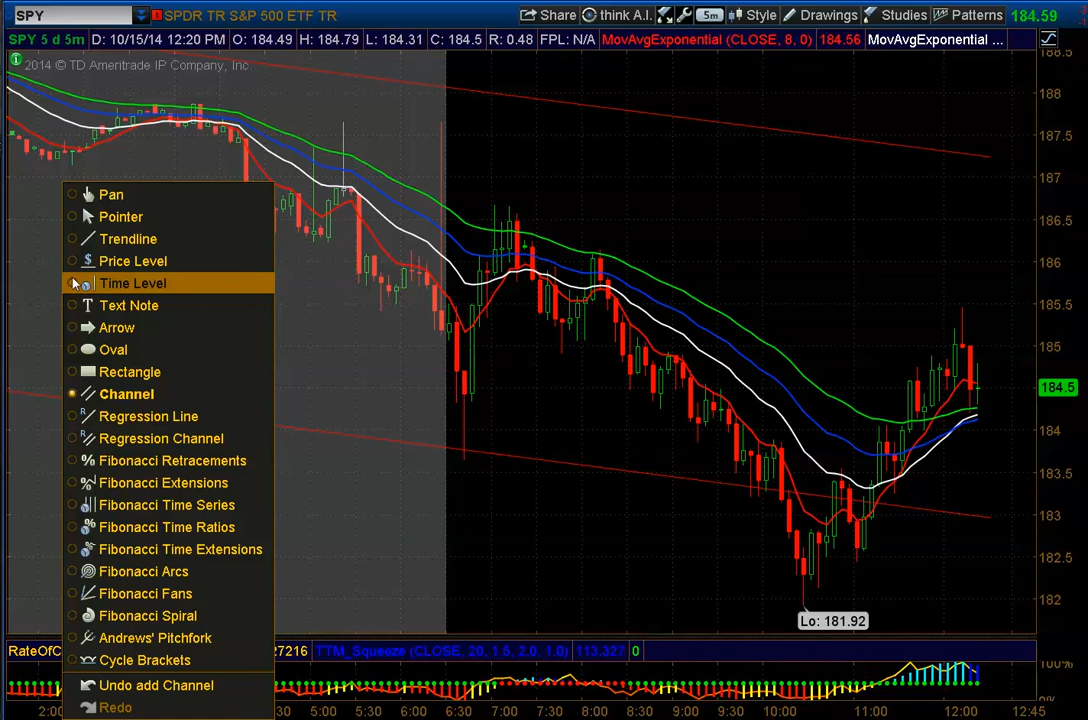 SPY SPDR TR S&P 500 ETF TR Share think A.I. 5m Style Drawings Studies Patterns 184.59
SPY 5 d 5m D: 10/15/14 12:20 PM O: 184.49 H: 184.79 L: 184.31 C: 184.5 R: 0.48 FPL: N/A MovAvgExponential (CLOSE, 8, 0) 184.56 MovAvgExponential ...
2014 © TD Ameritrade IP Company, Inc.
188.5
188
187.5
187
186.5
186
185.5
185
184.5
184
183.5
183
182.5
182
Pan
Pointer
Trendline
$ Price Level
Time Level
T Text Note
Arrow
Oval
Rectangle
Channel
Regression Line
Regression Channel
% Fibonacci Retracements
Fibonacci Extensions
Fibonacci Time Series
Fibonacci Time Ratios
Fibonacci Time Extensions
Fibonacci Arcs
Fibonacci Fans
Fibonacci Spiral
Andrews' Pitchfork
Cycle Brackets
Undo add Channel
Redo
Lo: 181.92
RateOfC 27216 TTM_Squeeze (CLOSE, 20, 1.5, 2.0, 1.0) 113.327 0
100%
0%
2:00 :30 5:00 5:30 6:00 6:30 7:00 7:30 8:00 8:30 9:00 9:30 10:00 11:00 12:00 12:45